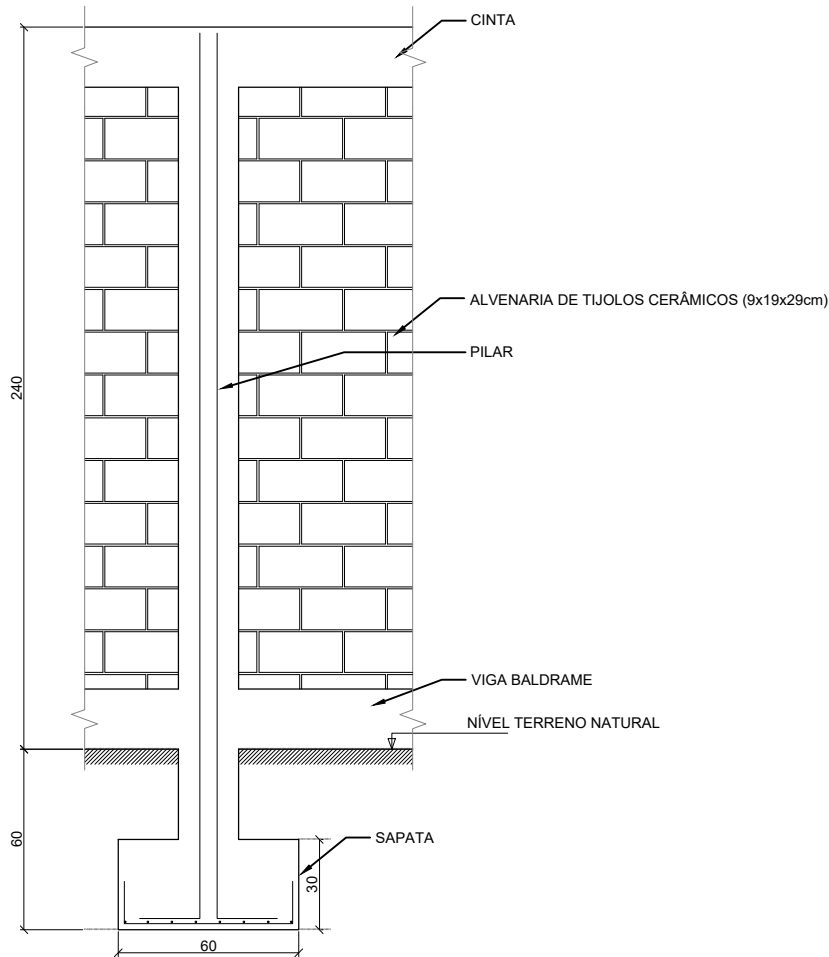 CINTA
ALVENARIA DE TIJOLOS CERÂMICOS (9x19x29cm)
PILAR
240
VIGA BALDRAME
NÍVEL TERRENO NATURAL
60
SAPATA
30
60